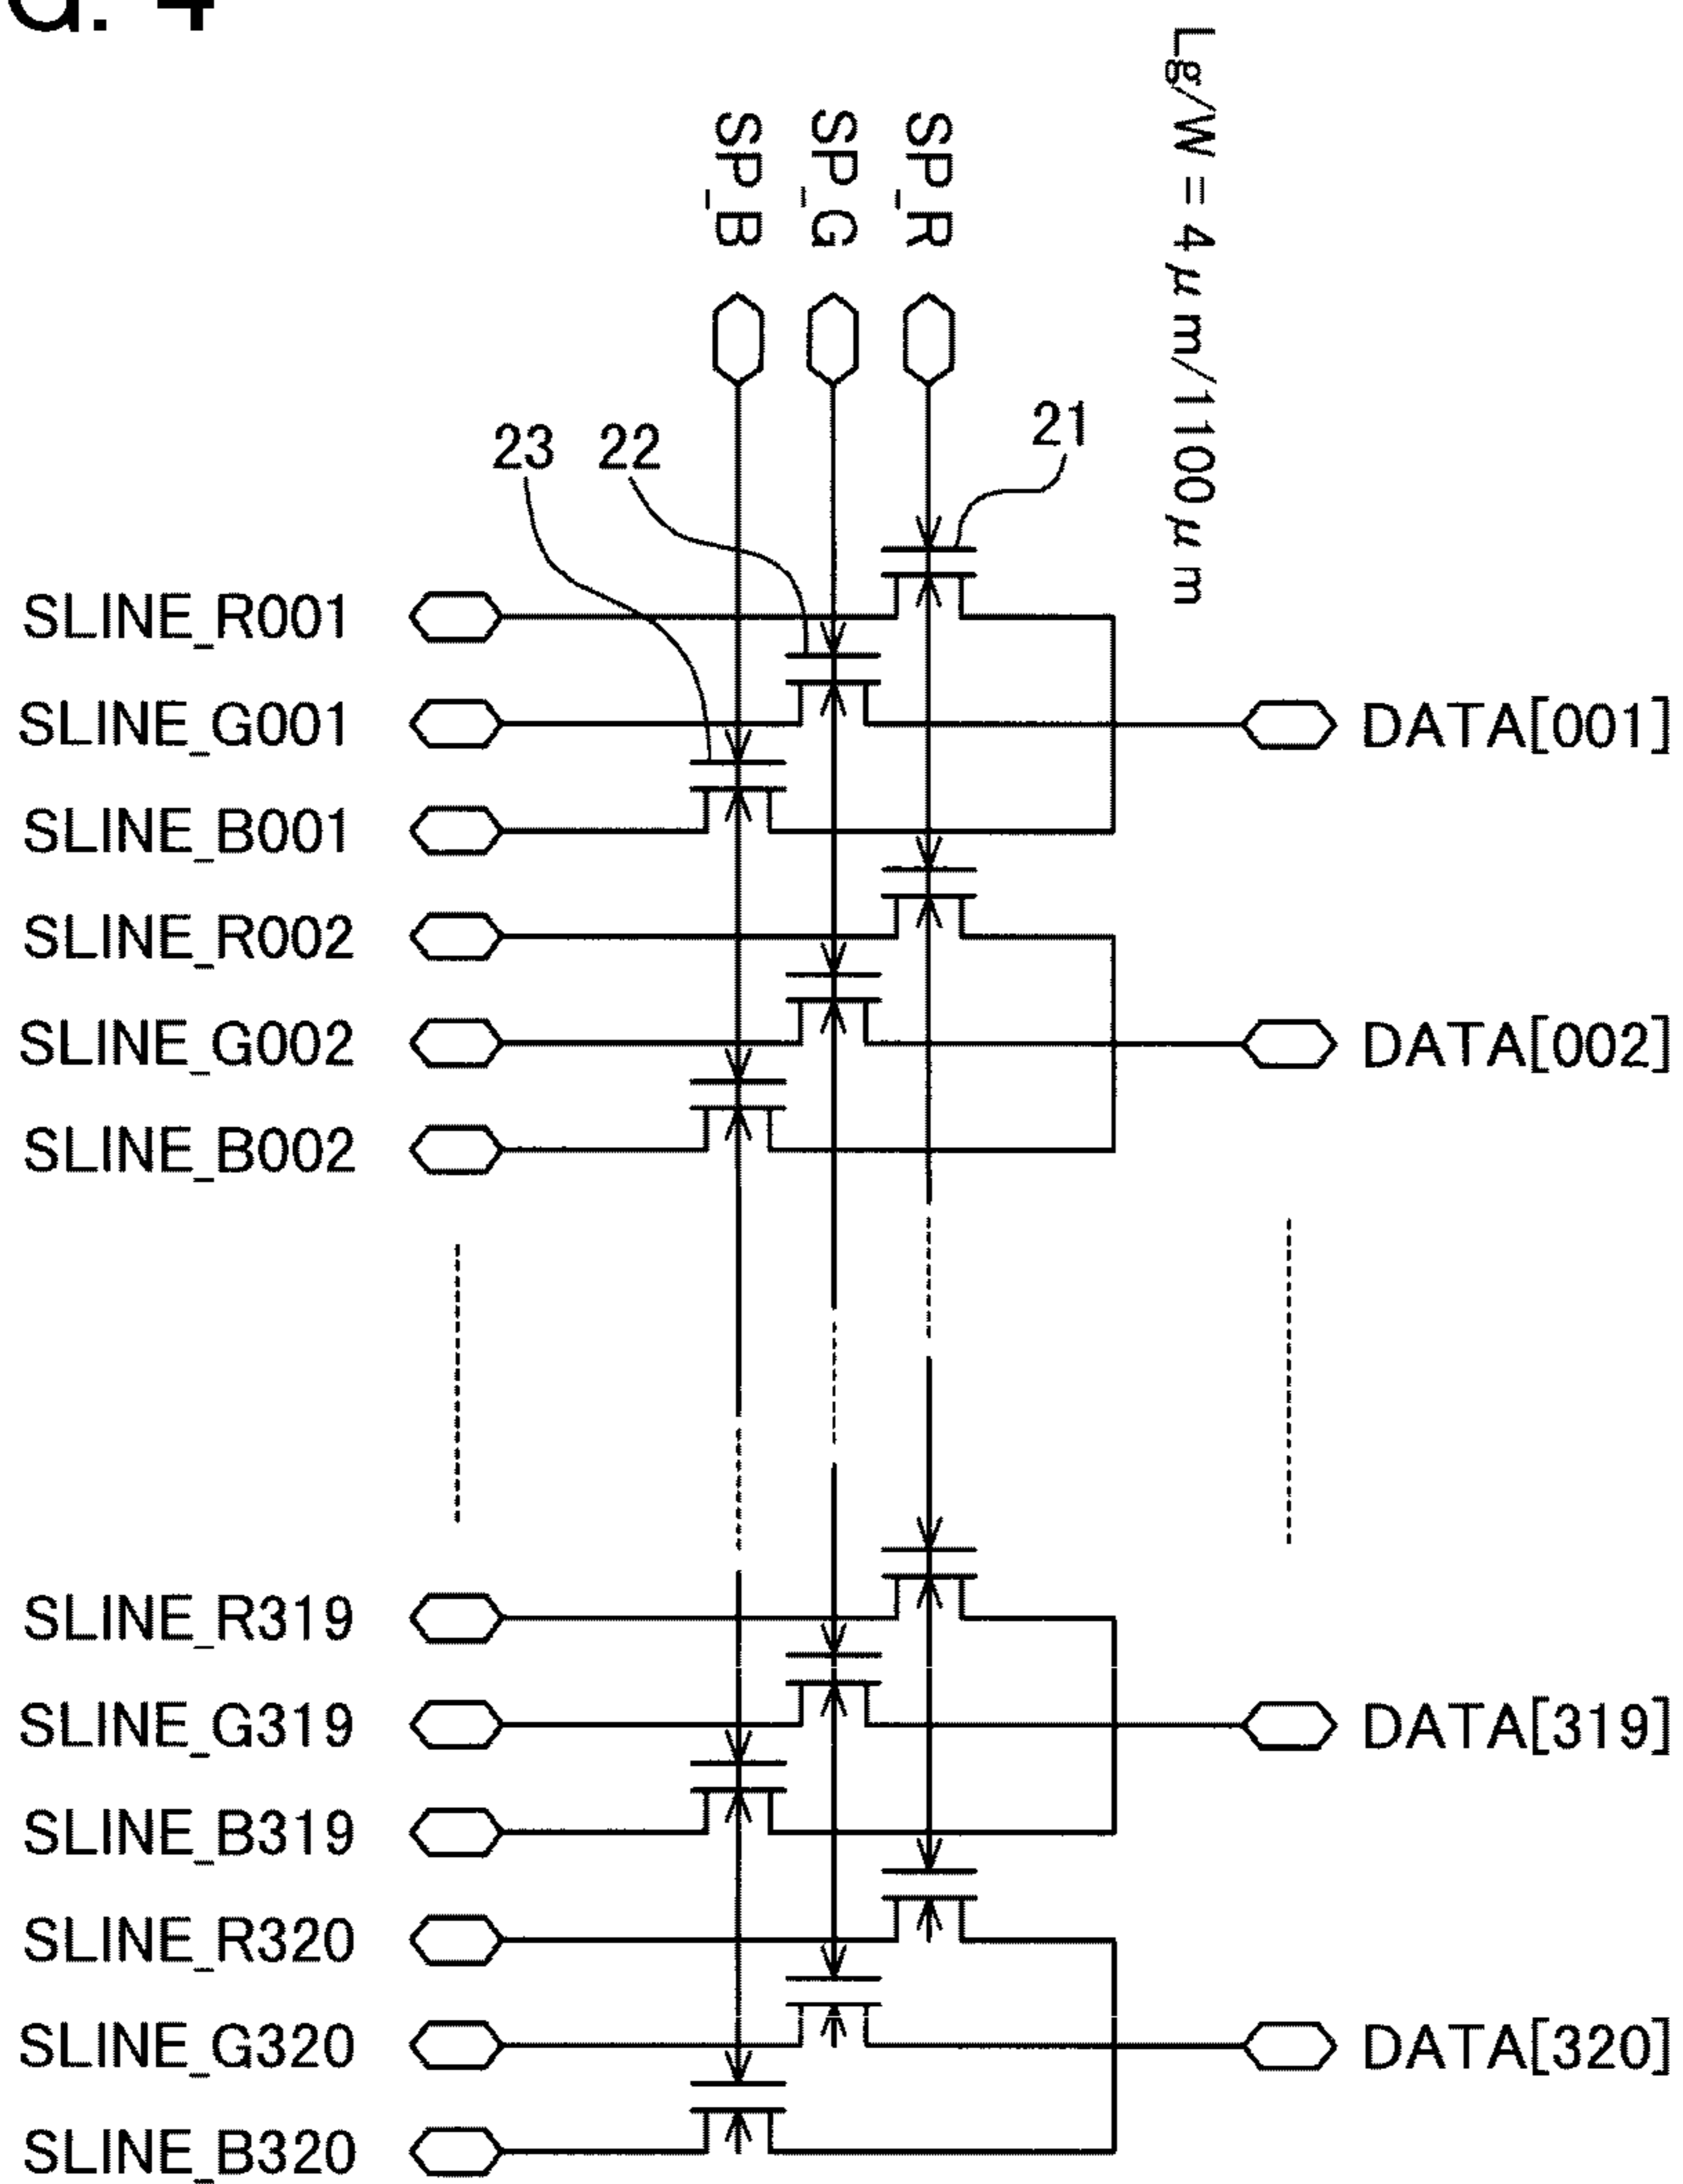 G. 4
Lg/W = 4μm/1100μm
SP_B
SP_G
SP_R
23
22
21
SLINE_R001
SLINE_G001
DATA[001]
SLINE_B001
SLINE_R002
SLINE_G002
DATA[002]
SLINE_B002
SLINE_R319
SLINE_G319
DATA[319]
SLINE_B319
SLINE_R320
SLINE_G320
DATA[320]
SLINE_B320